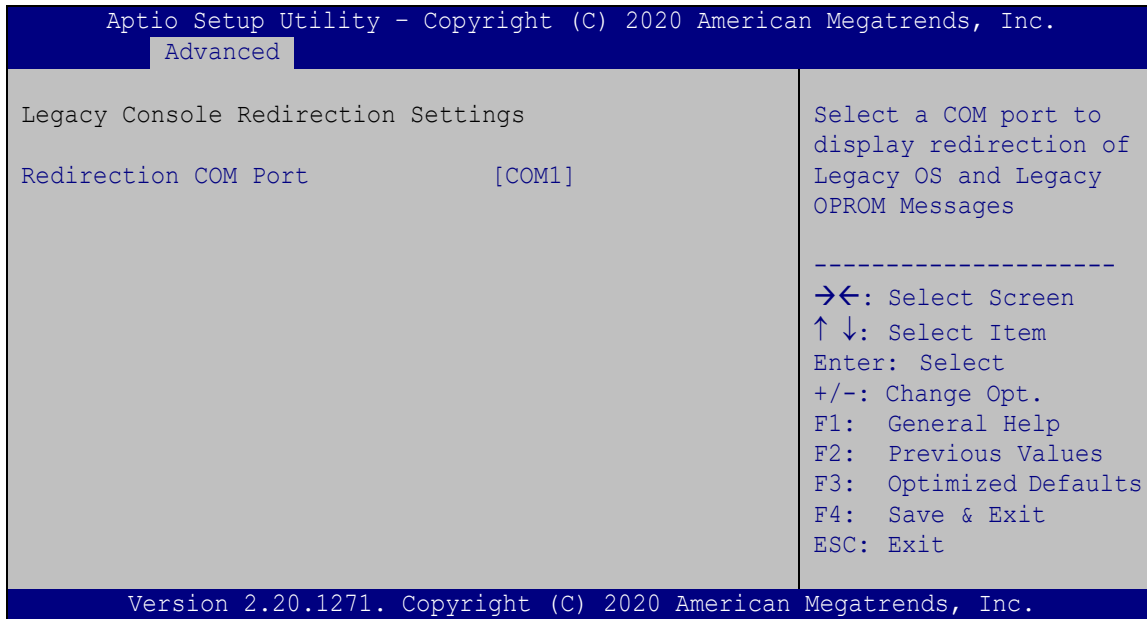 Aptio Setup Utility – Copyright (C) 2020 American Megatrends, Inc.
Advanced
Legacy Console Redirection Settings
Redirection COM Port [COM1]
Select a COM port to
display redirection of
Legacy OS and Legacy
OPROM Messages
---------------------
→←: Select Screen
↑ ↓: Select Item
Enter: Select
+/-: Change Opt.
F1: General Help
F2: Previous Values
F3: Optimized Defaults
F4: Save & Exit
ESC: Exit
Version 2.20.1271. Copyright (C) 2020 American Megatrends, Inc.